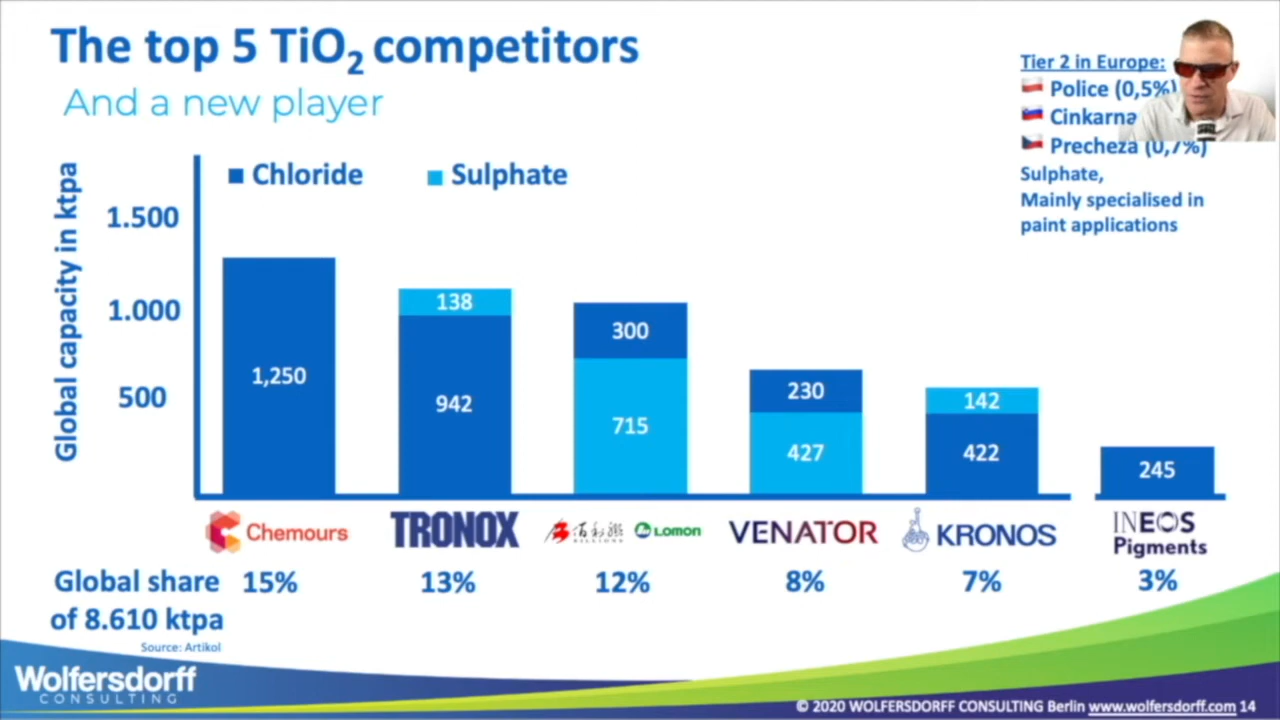 The top 5 TiO₂ competitors
And a new player
Tier 2 in Europe:
Police (0,5%)
Cinkarna
Precheza (0,7%)
Sulphate,
Mainly specialised in
paint applications
Global capacity in ktpa
Chloride
Sulphate
1.500
1.000
500
1,250
138
942
300
715
230
427
142
422
245
Chemours
TRONOX
BILLIONS
LOMON
VENATOR
KRONOS
INEOS
Pigments
Global share
of 8.610 ktpa
15%
13%
12%
8%
7%
3%
Source: Artikol
Wolfersdorff
CONSULTING
© 2020 WOLFERSDORFF CONSULTING Berlin www.wolfersdorff.com 14